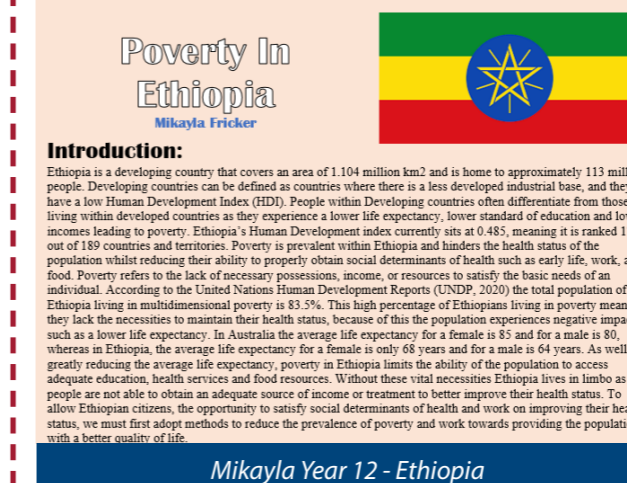 Poverty In
Ethiopia
Mikayla Fricker
Introduction:
Ethiopia is a developing country that covers an area of 1.104 million km2 and is home to approximately 113
people. Developing countries can be defined as countries where there is a less developed industrial base, and
have a low Human Development Index (HDI). People within Developing countries often differentiate from those
living within developed countries as they experience a lower life expectancy, lower standard of education and
incomes leading to poverty. Ethiopia's Human Development index currently sits at 0.485, meaning it is ranked
out of 189 countries and territories. Poverty is prevalent within Ethiopia and hinders the health status of the
population whilst reducing their ability to properly obtain social determinants of health such as early life, work,
food. Poverty refers to the lack of necessary possessions, income, or resources to satisfy the basic needs of an
individual. According to the United Nations Human Development Reports (UNDP, 2020) the total population of
Ethiopia living in multidimensional poverty is 83.5%. This high percentage of Ethiopians living in poverty
they lack the necessities to maintain their health status, because of this the population experiences negative
such as a lower life expectancy. In Australia the average life expectancy for a female is 85 and for a male is 80,
whereas in Ethiopia, the average life expectancy for a female is only 68 years and for a male is 64 years. As well
greatly reducing the average life expectancy, poverty in Ethiopia limits the ability of the population to access
adequate education, health services and food resources. Without these vital necessities Ethiopia lives in limbo as
people are not able to obtain an adequate source of income or treatment to better improve their health status. To
allow Ethiopian citizens, the opportunity to satisfy social determinants of health and work on improving their
status, we must first adopt methods to reduce the prevalence of poverty and work towards providing the
with a better quality of life.
Mikayla Year 12 - Ethiopia